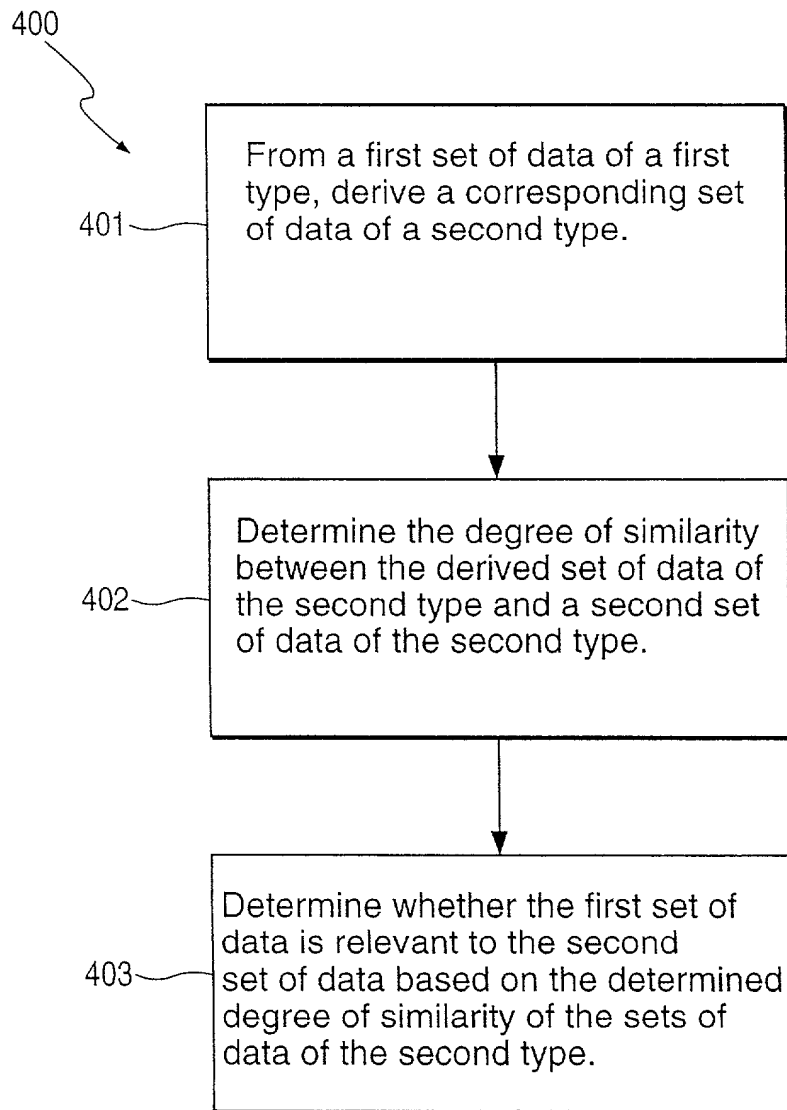 400
From a first set of data of a first
type, derive a corresponding set
of data of a second type.
401
Determine the degree of similarity
between the derived set of data of
the second type and a second set
of data of the second type.
402
Determine whether the first set of
data is relevant to the second
set of data based on the determined
degree of similarity of the sets of
data of the second type.
403